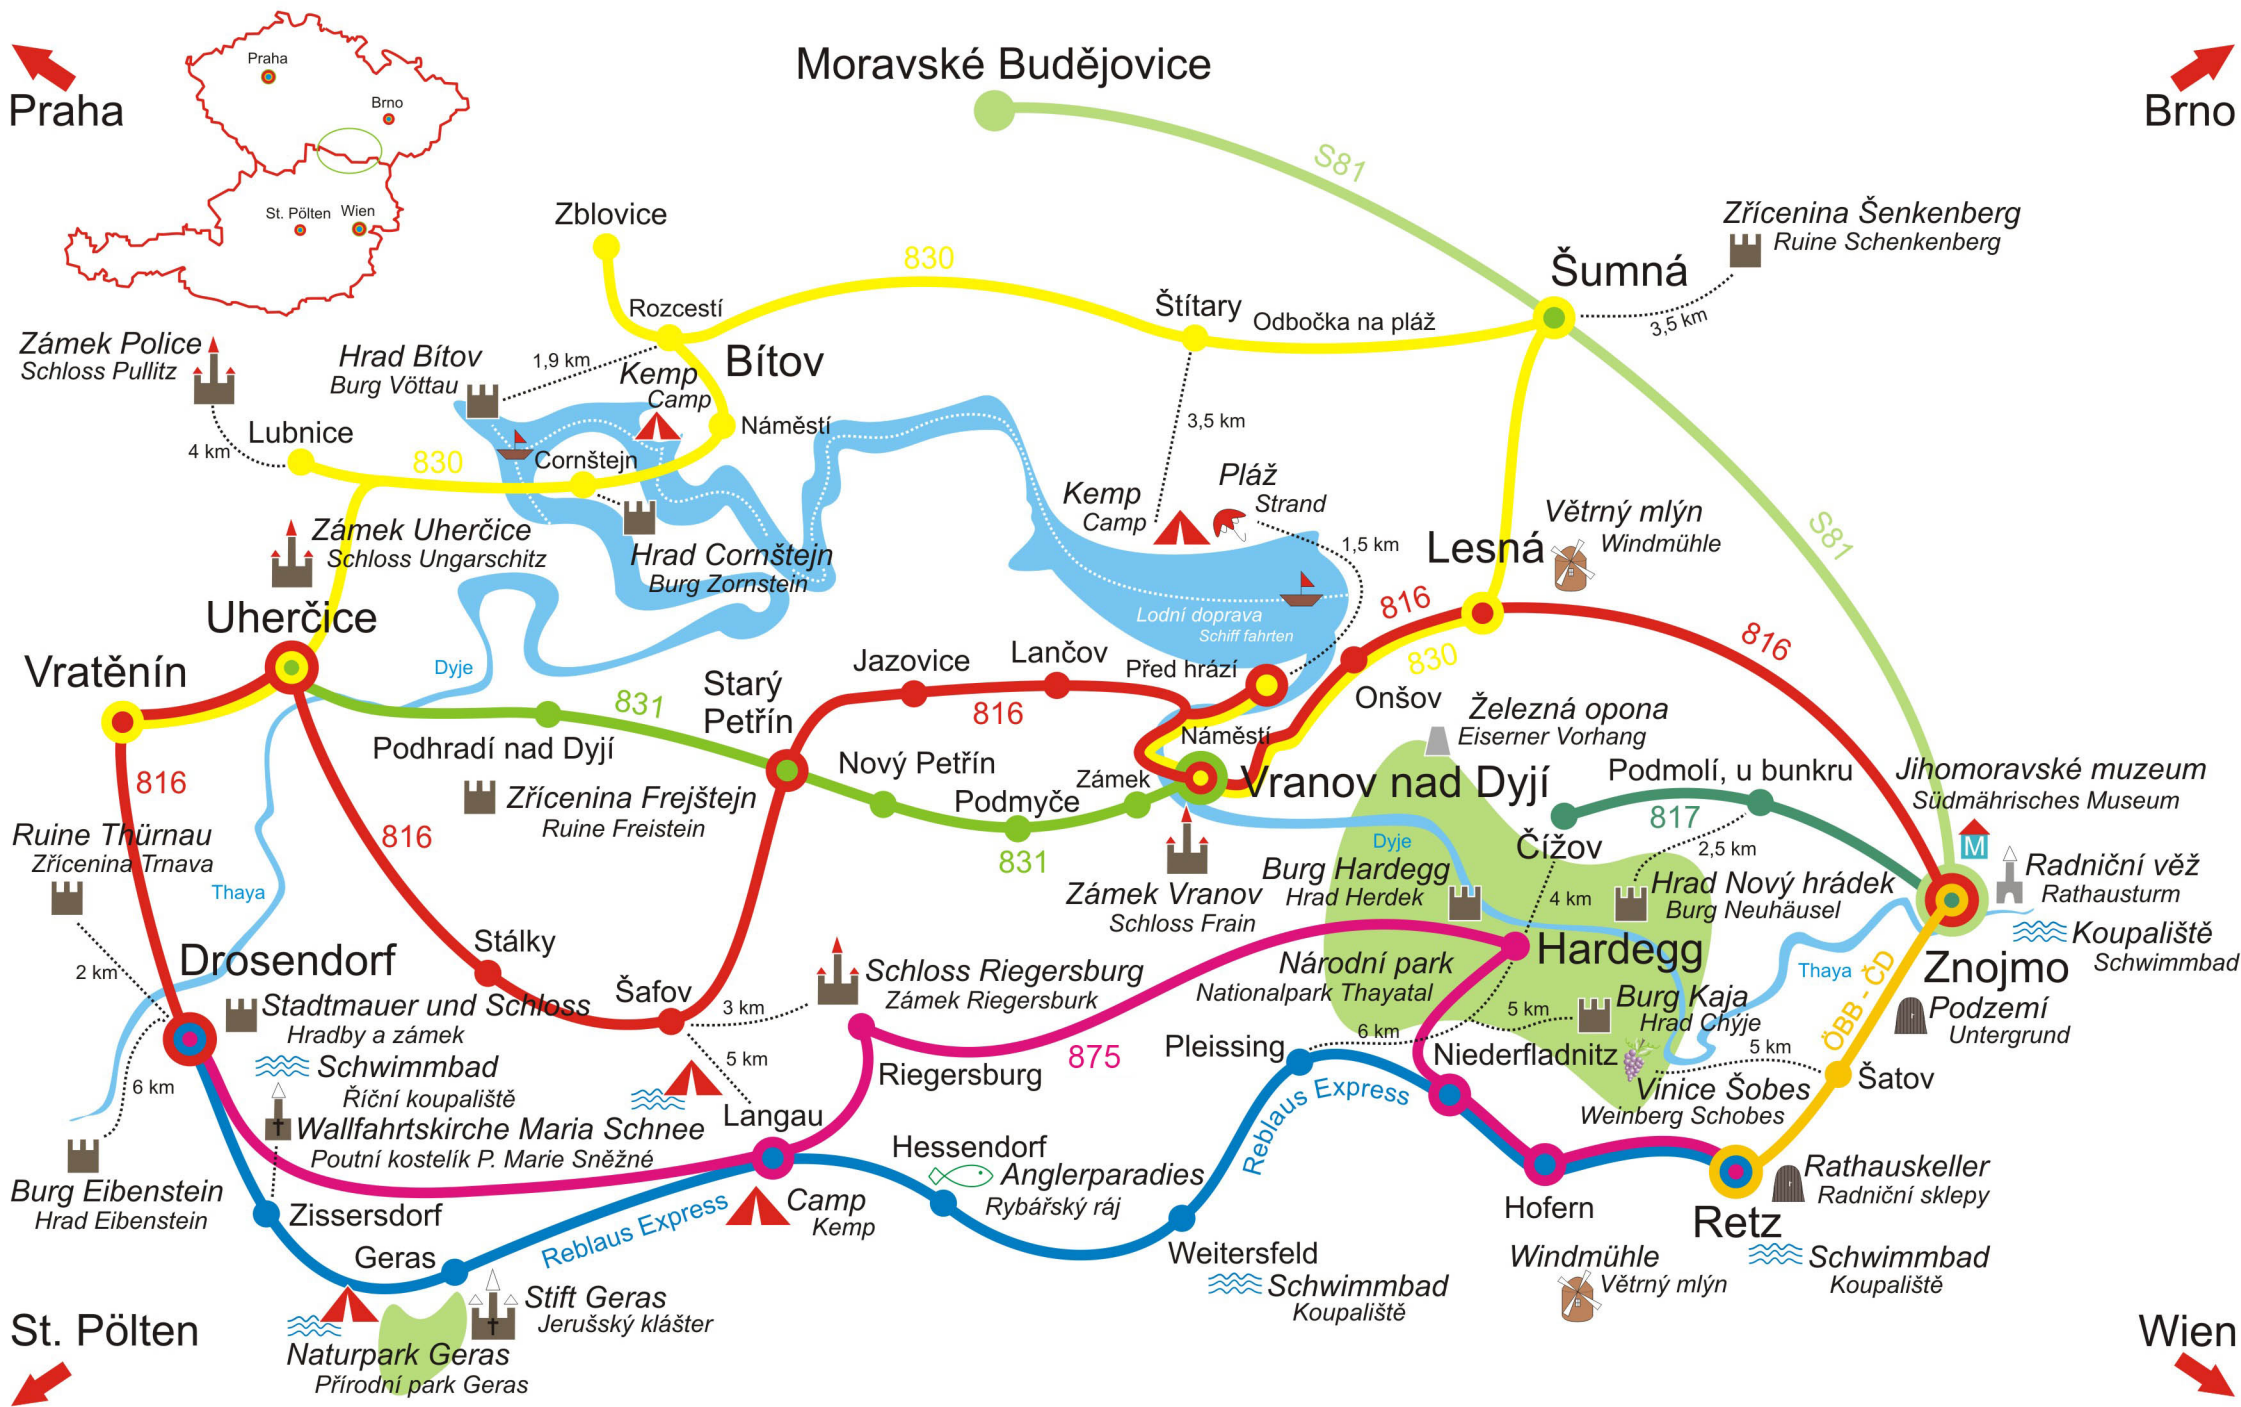 Praha
Praha
Brno
St. Pölten
Wien
Moravské Budějovice
Brno
S81
Zblovice
830
Zřícenina Šenkenberg
Ruine Schenkenberg
Šumná
3,5 km
Rozcestí
Štítary
Odbočka na pláž
Zámek Police
Schloss Pullitz
Hrad Bítov
Burg Vöttau
1,9 km
Kemp
Camp
Bítov
Lubnice
4 km
830
Náměstí
Cornštejn
3,5 km
Kemp
Camp
Pláž
Strand
1,5 km
Větrný mlýn
Windmühle
Lesná
S81
Zámek Uherčice
Schloss Ungarschitz
Hrad Cornštejn
Burg Zornstein
Lodní doprava
Schiff fahrten
816
830
816
Uherčice
Vratěnín
Dyje
831
Starý
Petřín
Jazovice
Lančov
Před hrází
816
Onšov
Náměstí
Železná opona
Eiserner Vorhang
Podhradí nad Dyjí
816
Nový Petřín
Zámek
Vranov nad Dyjí
Podmolí, u bunkru
Jihomoravské muzeum
Südmährisches Museum
M
Zřícenina Frejštejn
Ruine Freistein
Podmyče
831
817
Čížov
2,5 km
Ruine Thürnau
Zřícenina Trnava
816
Thaya
Dyje
Burg Hardegg
Hrad Herdek
Zámek Vranov
Schloss Frain
4 km
Hrad Nový hrádek
Burg Neuhäusel
Radniční věž
Rathausturm
Koupaliště
Schwimmbad
Stálky
Drosendorf
2 km
Šafov
3 km
Schloss Riegersburg
Zámek Riegersburk
Národní park
Nationalpark Thayatal
Hardegg
Thaya
ÖBB - ČD
Znojmo
Podzemí
Untergrund
Stadtmauer und Schloss
Hradby a zámek
5 km
Burg Kaja
Hrad Chýje
6 km
Schwimmbad
Říční koupaliště
6 km
5 km
Riegersburg
875
Pleissing
Niederfladnitz
5 km
Šatov
Vinice Šobes
Weinberg Schobes
Wallfahrtskirche Maria Schnee
Poutní kostelík P. Marie Sněžné
Langau
Hessendorf
Reblaus Express
Anglerparadies
Rybářský ráj
Burg Eibenstein
Hrad Eibenstein
Zissersdorf
Camp
Kemp
Rathauskeller
Radniční sklepy
Hofern
Retz
Geras
Reblaus Express
Weitersfeld
Schwimmbad
Koupaliště
Windmühle
Větrný mlýn
Schwimmbad
Koupaliště
Stift Geras
Jerušský klášter
St. Pölten
Naturpark Geras
Přírodní park Geras
Wien